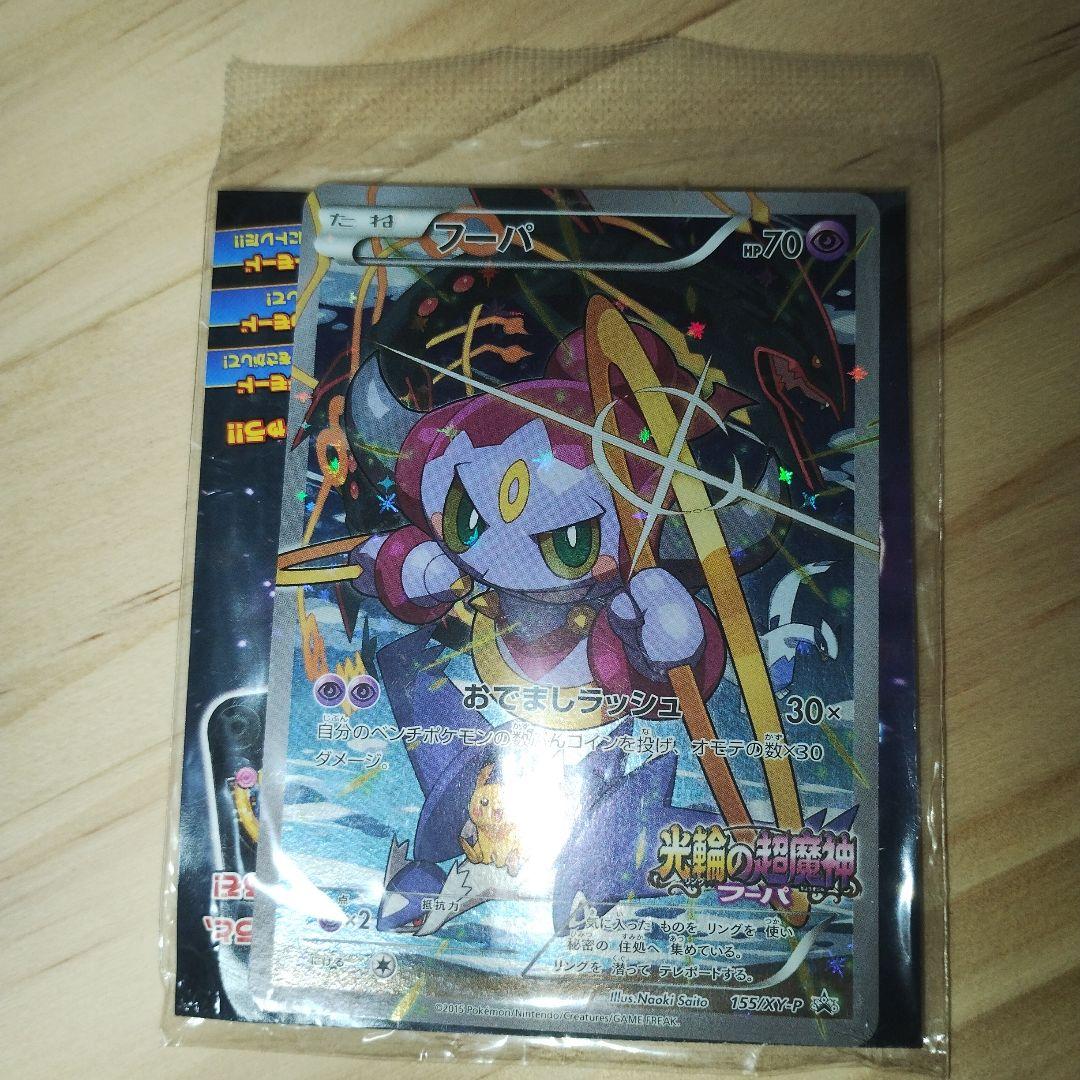 たね
フーパ
HP70
おでましラッシュ
30×
自分のベンチポケモンの数ぶんコインを投げ、オモテの数×30
ダメージ。
光輪の超魔神
フーパ
点
×2
抵抗力
にげる
気に入った ものを リングを 使い
秘密の 住処へ 集めている。
リングを 潜って テレポートする。
Illus. Naoki Saito
155/XY-P
©2015 Pokémon/Nintendo/Creatures/GAME FREAK.